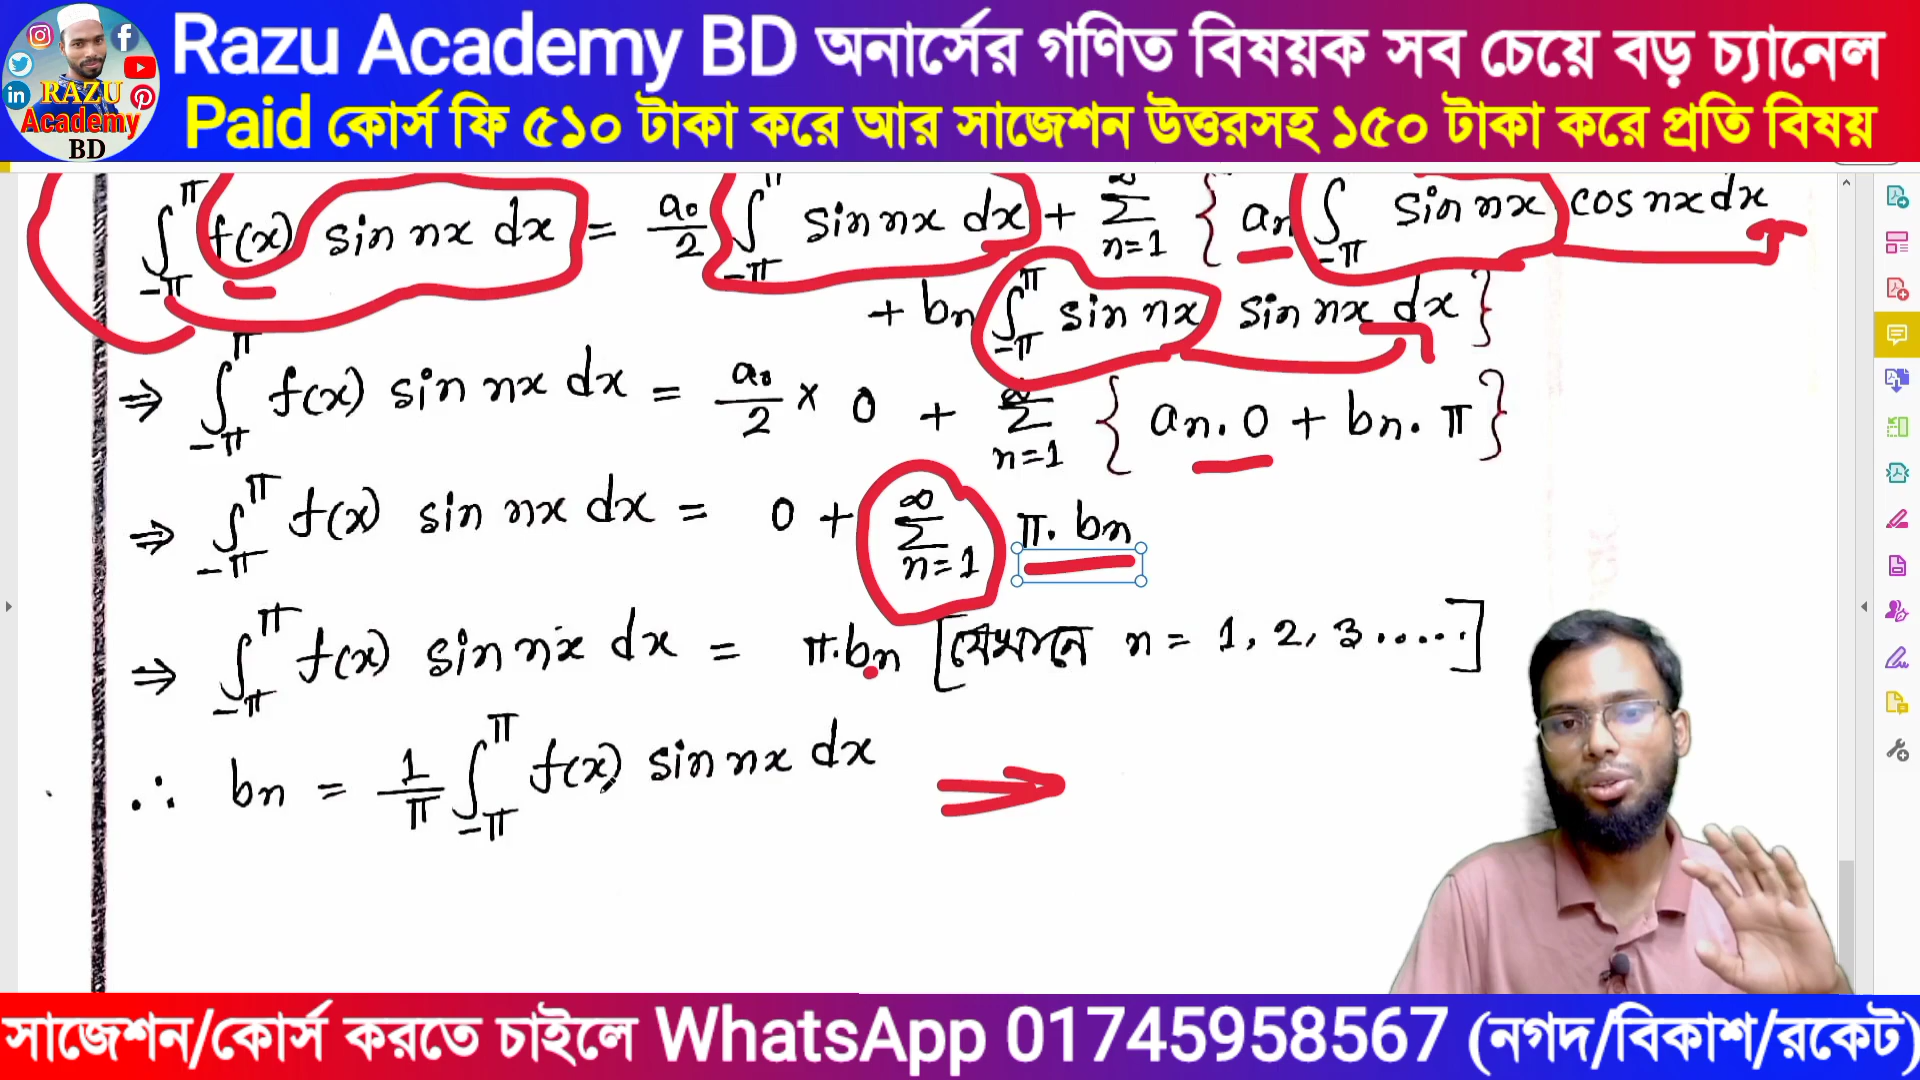 Razu Academy BD অনার্সের গণিত বিষয়ক সব চেয়ে বড় চ্যানেল
Paid কোর্স ফি ৫১০ টাকা করে আর সাজেশন উত্তরসহ ১৫০ টাকা করে প্রতি বিষয়
RAZU
Academy
BD
∫_{-π}^{π} f(x) sin nx dx = a₀/2 ∫_{-π}^{π} sin nx dx + Σ_{n=1}^{∞} { an ∫_{-π} sin nx cos nx dx
+ bn ∫_{-π}^{π} sin nx sin nx dx }
⇒ ∫_{-π}^{π} f(x) sin nx dx = a₀/2 × 0 + Σ_{n=1}^{∞} { an. 0 + bn. π }
⇒ ∫_{-π}^{π} f(x) sin nx dx = 0 + Σ_{n=1}^{∞} π. bn
⇒ ∫_{-π}^{π} f(x) sin nx dx = π.bn [যেখানে n = 1, 2, 3 .....]
∴ bn = 1/π ∫_{-π}^{π} f(x) sin nx dx
সাজেশন/কোর্স করতে চাইলে WhatsApp 01745958567 (নগদ/বিকাশ/রকেট)